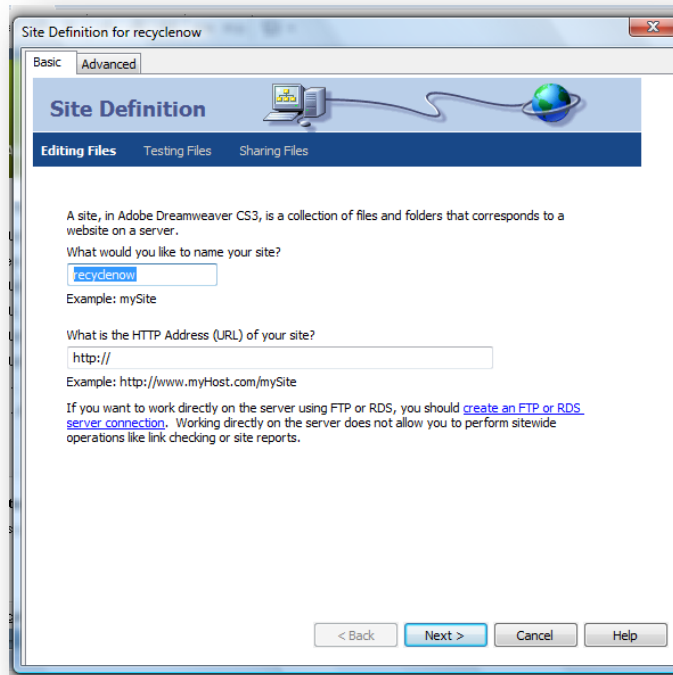 Site Definition for recyclenow
Basic
Advanced
Site Definition
Editing Files Testing Files Sharing Files
A site, in Adobe Dreamweaver CS3, is a collection of files and folders that corresponds to a
website on a server.
What would you like to name your site?
recyclenow
Example: mySite
What is the HTTP Address (URL) of your site?
http://
Example: http://www.myHost.com/mySite
If you want to work directly on the server using FTP or RDS, you should create an FTP or RDS
server connection. Working directly on the server does not allow you to perform sitewide
operations like link checking or site reports.
< Back Next > Cancel Help